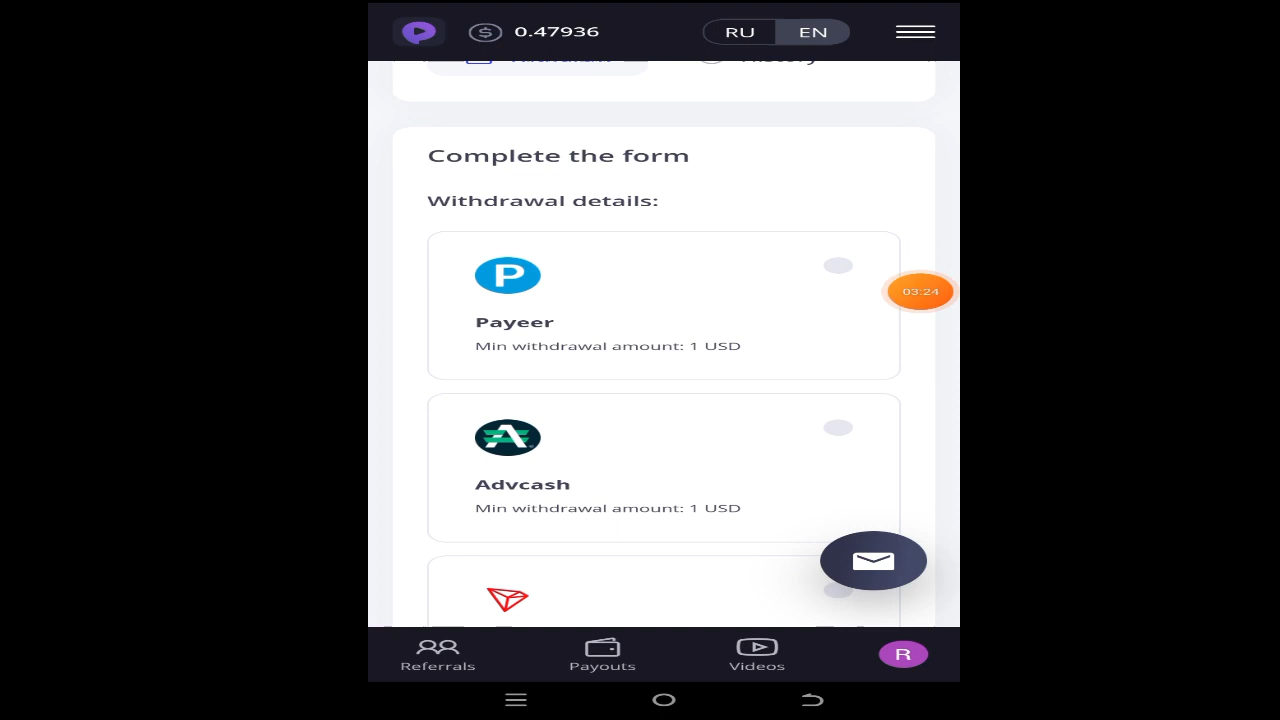 0.47936
RU
EN
Complete the form
Withdrawal details:
P
03:24
Payeer
Min withdrawal amount: 1 USD
Advcash
Min withdrawal amount: 1 USD
Referrals
Payouts
Videos
R